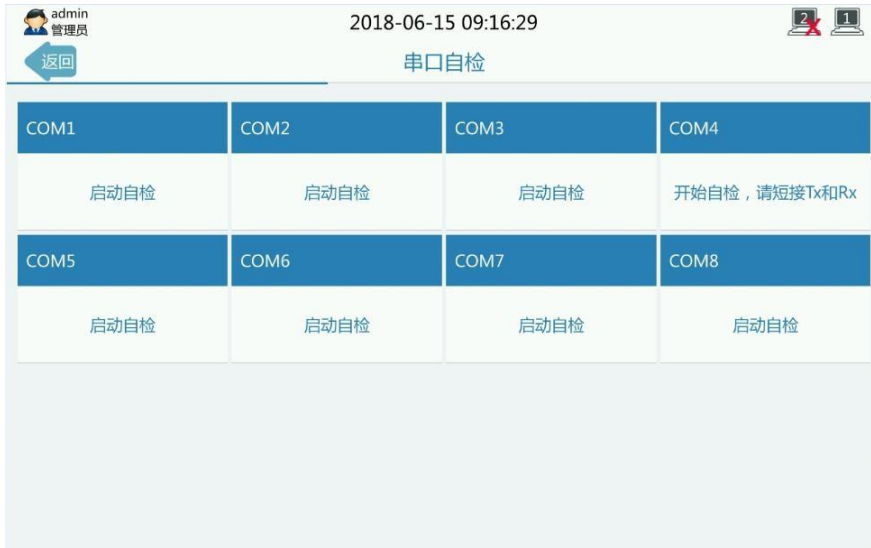 admin
管理员
2018-06-15 09:16:29
2
1
返回
串口自检
COM1
COM2
COM3
COM4
启动自检
启动自检
启动自检
开始自检，请短接Tx和Rx
COM5
COM6
COM7
COM8
启动自检
启动自检
启动自检
启动自检